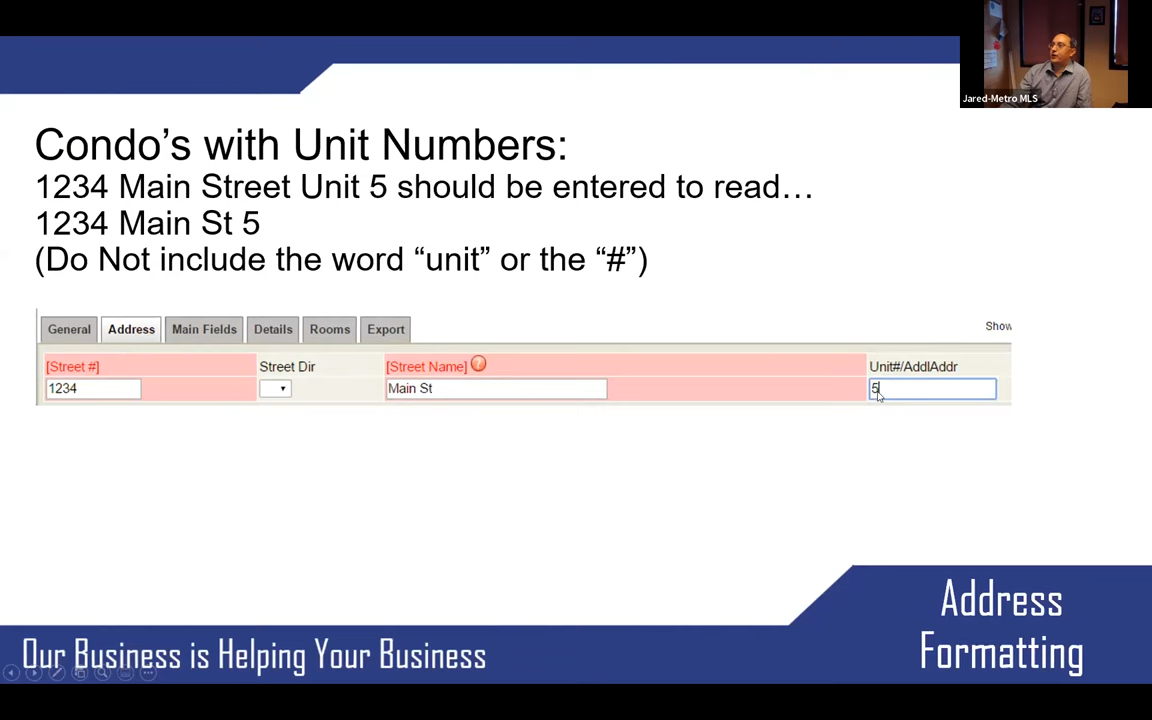 Jared-Metro MLS
Condo’s with Unit Numbers:
1234 Main Street Unit 5 should be entered to read…
1234 Main St 5
(Do Not include the word “unit” or the “#”)
General Address Main Fields Details Rooms Export
Show
[Street #] Street Dir [Street Name] Unit#/AddlAddr
1234 Main St 5
Address
Formatting
Our Business is Helping Your Business